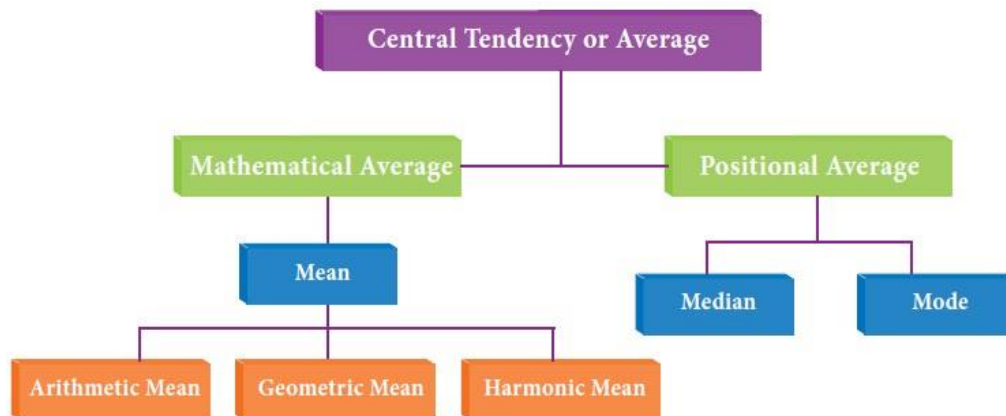 Central Tendency or Average
Mathematical Average
Positional Average
Mean
Median
Mode
Arithmetic Mean
Geometric Mean
Harmonic Mean